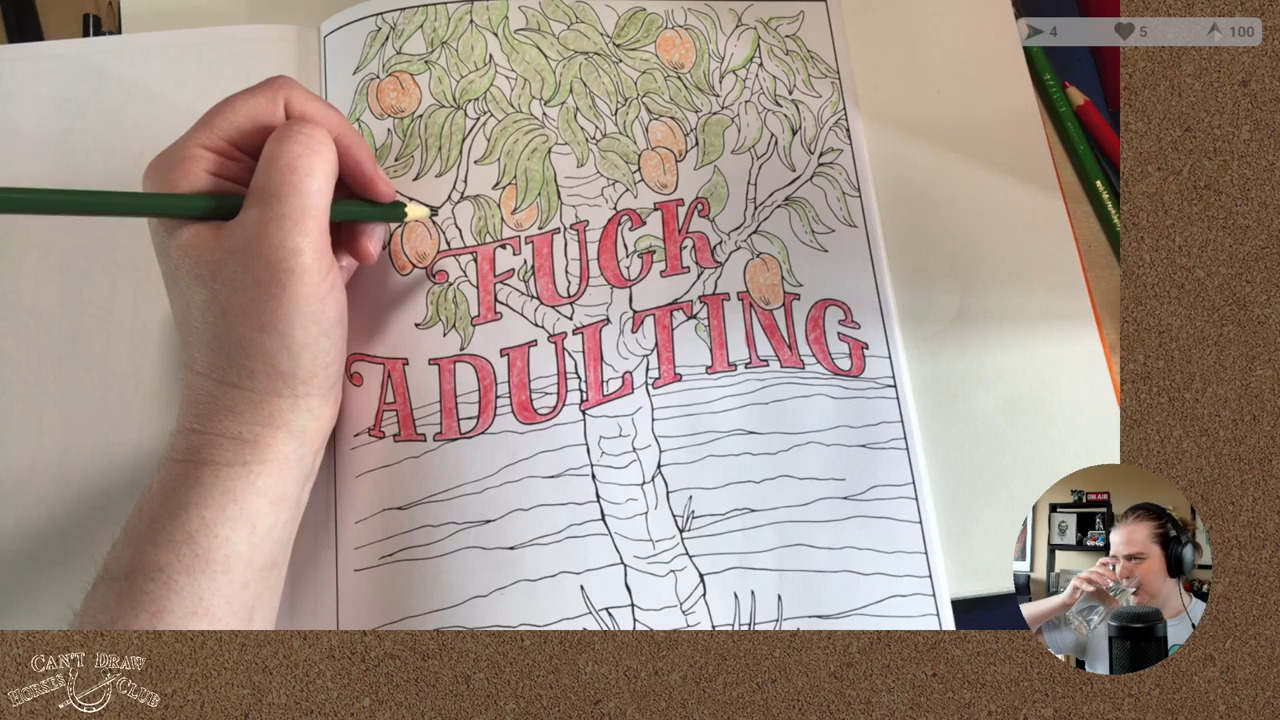 4 5 100
FUCK
ADULTING
ON AIR
CAN'T DRAW
HORSES CLUB